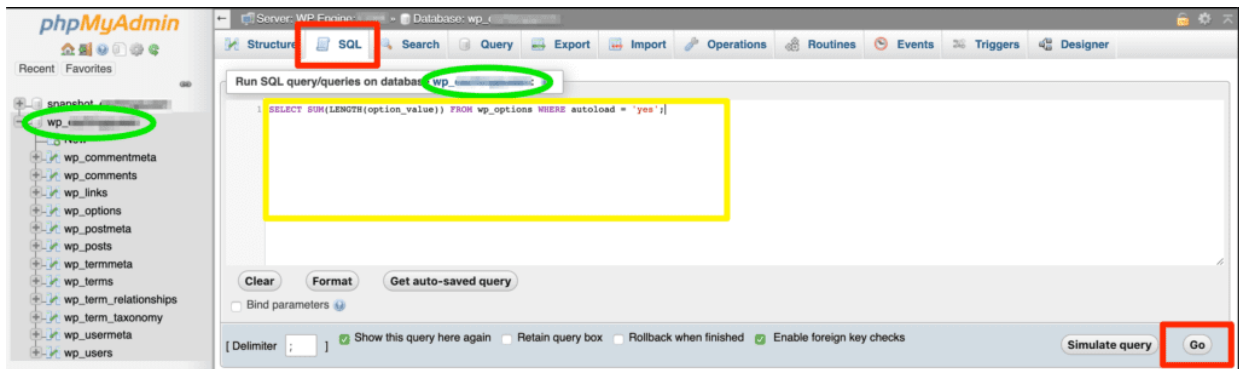 phpMyAdmin
Recent Favorites
snapshot
wp_
New
wp_commentmeta
wp_comments
wp_links
wp_options
wp_postmeta
wp_posts
wp_termmeta
wp_terms
wp_term_relationships
wp_term_taxonomy
wp_usermeta
wp_users
Server: WP Engine: - Database: wp_
Structure SQL Search Query Export Import Operations Routines Events Triggers Designer
Run SQL query/queries on database wp_ :
1 SELECT SUM(LENGTH(option_value)) FROM wp_options WHERE autoload = 'yes';
Clear Format Get auto-saved query
Bind parameters
[ Delimiter ; ] Show this query here again Retain query box Rollback when finished Enable foreign key checks Simulate query Go